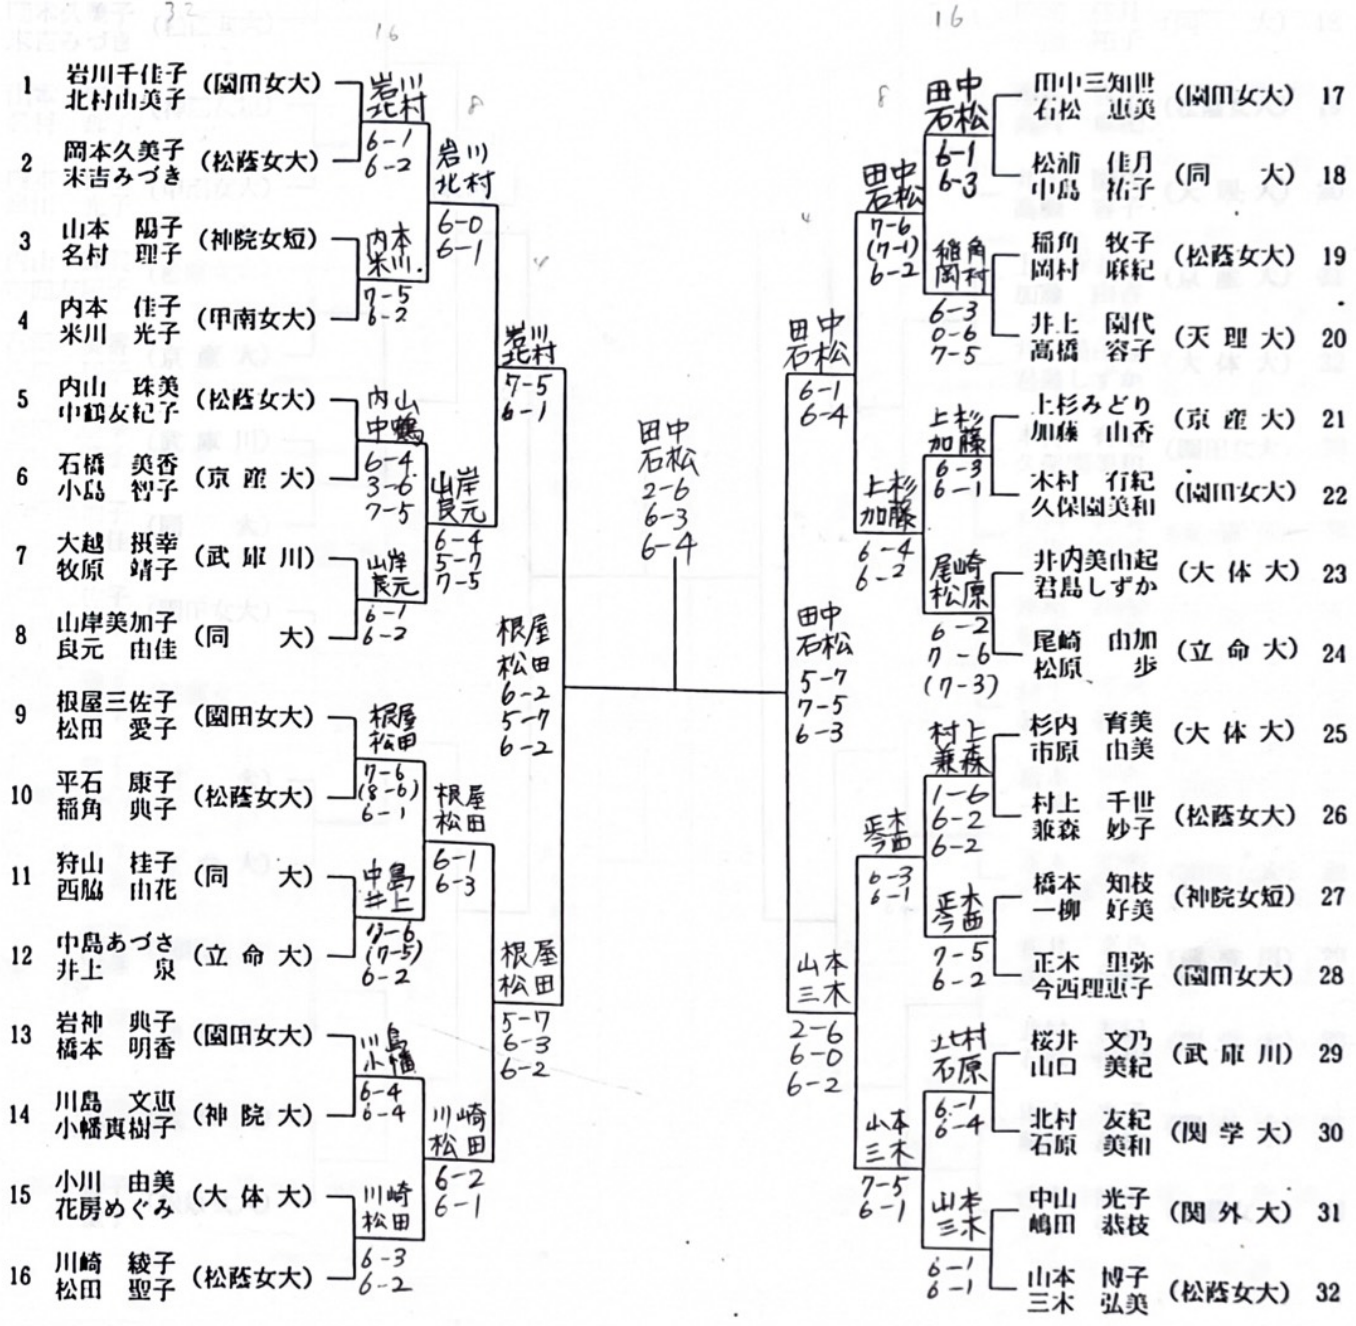 32
16
1 岩川千佳子 北村由美子 (園田女大)
2 岡本久美子 末吉みづき (松蔭女大)
3 山本 陽子 名村 理子 (神院女短)
4 内本 佳子 米川 光子 (甲南女大)
5 内山 珠美 中鶴友紀子 (松蔭女大)
6 石橋 美香 小島 智子 (京産大)
7 大越 摂幸 牧原 靖子 (武庫川)
8 山岸美加子 良元 由佳 (同 大)
9 根屋三佐子 松田 愛子 (園田女大)
10 平石 康子 稲角 典子 (松蔭女大)
11 狩山 桂子 西脇 由花 (同 大)
12 中島あづさ 井上 泉 (立命大)
13 岩神 典子 橋本 明香 (園田女大)
14 川島 文恵 小幡真樹子 (神院大)
15 小川 由美 花房めぐみ (大体大)
16 川崎 綾子 松田 聖子 (松蔭女大)
岩川
北村
6-1
6-2
内本
米川
7-5
6-2
内山
中鶴
6-4
3-6
7-5
山岸
良元
6-1
6-2
根屋
松田
7-6
(8-6)
6-1
中島
井上
7-6
(7-5)
6-2
川島
小幡
6-4
6-4
川崎
松田
6-3
6-2
8
岩川
北村
6-0
6-1
山岸
良元
6-4
5-7
7-5
根屋
松田
6-1
6-3
川崎
松田
6-2
6-1
4
岩川
北村
7-5
6-1
根屋
松田
5-7
6-3
6-2
根屋
松田
6-2
5-7
6-2
田中
石松
2-6
6-3
6-4
田中
石松
5-7
7-5
6-3
4
田中
石松
6-1
6-4
山本
三木
2-6
6-0
6-2
8
田中
石松
7-6
(7-1)
6-2
上杉
加藤
6-4
6-2
正木
今西
6-3
6-1
山本
三木
7-5
6-1
16
田中
石松
6-1
6-3
稲角
岡村
6-3
0-6
7-5
上杉
加藤
6-3
6-1
尾崎
松原
6-2
7-6
(7-3)
村上
兼森
1-6
6-2
6-2
正木
今西
7-5
6-2
北村
石原
6-1
6-4
山本
三木
6-1
6-1
田中三知世 石松 恵美 (園田女大) 17
松浦 佳月 中島 祐子 (同 大) 18
稲角 牧子 岡村 麻紀 (松蔭女大) 19
井上 園代 高橋 容子 (天理大) 20
上杉みどり 加藤 由香 (京産大) 21
木村 有紀 久保園美和 (園田女大) 22
井内美由起 君島しずか (大体大) 23
尾崎 由加 松原 歩 (立命大) 24
杉内 育美 市原 由美 (大体大) 25
村上 千世 兼森 妙子 (松蔭女大) 26
橋本 知枝 一柳 好美 (神院女短) 27
正木 里弥 今西理恵子 (園田女大) 28
桜井 文乃 山口 美紀 (武庫川) 29
北村 友紀 石原 美和 (関学大) 30
中山 光子 嶋田 恭枝 (関外大) 31
山本 博子 三木 弘美 (松蔭女大) 32